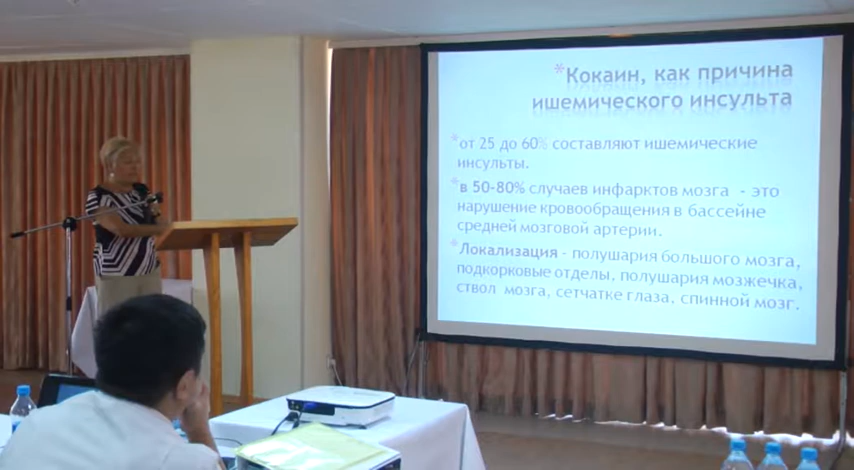 *Кокаин, как причина
ишемического инсульта
*от 25 до 60% составляют ишемические
инсульты.
*в 50-80% случаев инфарктов мозга - это
нарушение кровообращения в бассейне
средней мозговой артерии.
*Локализация - полушария большого мозга,
подкорковые отделы, полушария мозжечка,
ствол мозга, сетчатке глаза, спинной мозг.